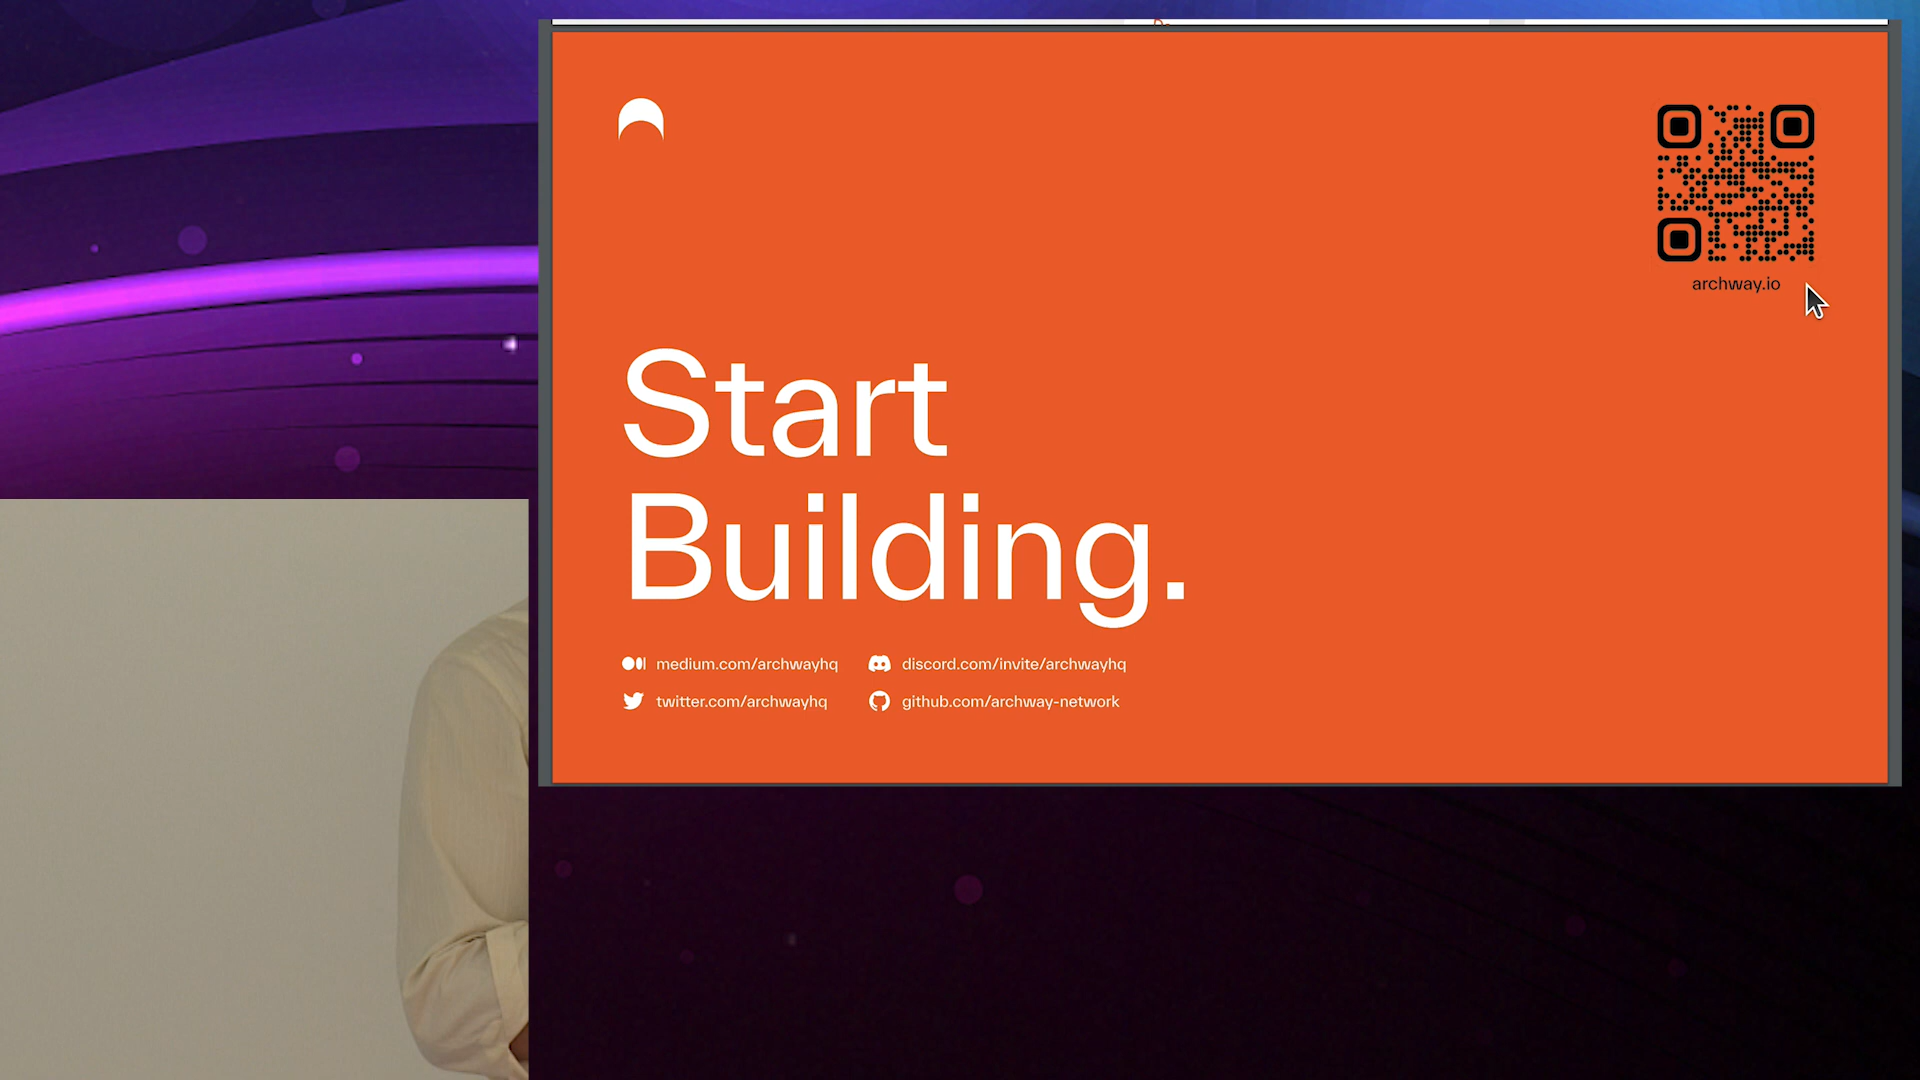 archway.io
Start
Building.
medium.com/archwayhq
discord.com/invite/archwayhq
twitter.com/archwayhq
github.com/archway-network